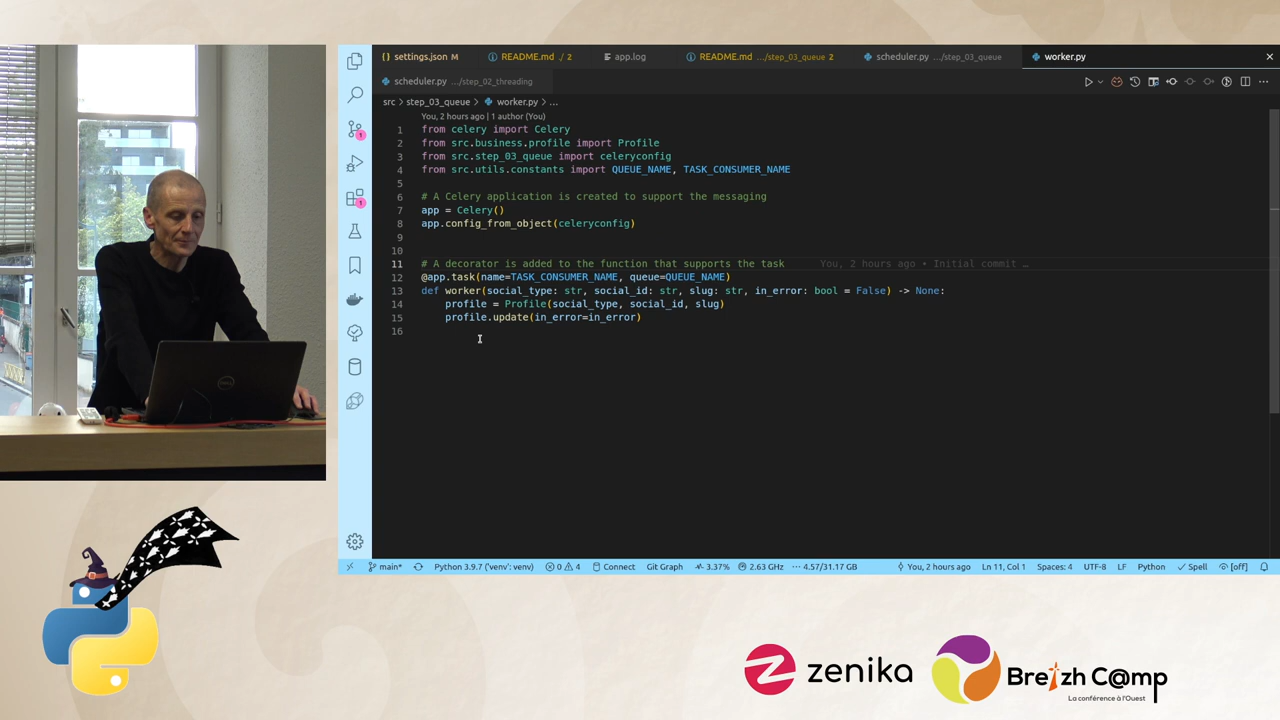 settings.json M
README.md ./ 2
app.log
README.md .../step_03_queue 2
scheduler.py .../step_03_queue
worker.py
scheduler.py .../step_02_threading
src > step_03_queue > worker.py > ...
You, 2 hours ago | 1 author (You)
1 from celery import Celery
2 from src.business.profile import Profile
3 from src.step_03_queue import celeryconfig
4 from src.utils.constants import QUEUE_NAME, TASK_CONSUMER_NAME
5
6 # A Celery application is created to support the messaging
7 app = Celery()
8 app.config_from_object(celeryconfig)
9
10
11 # A decorator is added to the function that supports the task You, 2 hours ago • Initial commit …
12 @app.task(name=TASK_CONSUMER_NAME, queue=QUEUE_NAME)
13 def worker(social_type: str, social_id: str, slug: str, in_error: bool = False) -> None:
14 profile = Profile(social_type, social_id, slug)
15 profile.update(in_error=in_error)
16
main* Python 3.9.7 ('venv': venv) 0 4 Connect Git Graph 3.37% 2.63 GHz 4.57/31.17 GB You, 2 hours ago Ln 11, Col 1 Spaces: 4 UTF-8 LF Python Spell [off]
DELL
zenika
Breizh C@mp
La conférence à l'Ouest